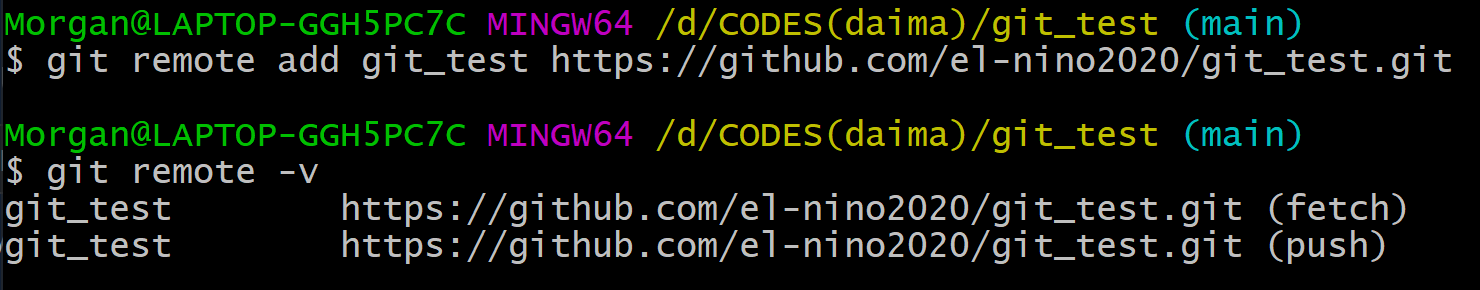 Morgan@LAPTOP-GGH5PC7C MINGW64 /d/CODES(daima)/git_test (main)
$ git remote add git_test https://github.com/el-nino2020/git_test.git
Morgan@LAPTOP-GGH5PC7C MINGW64 /d/CODES(daima)/git_test (main)
$ git remote -v
git_test        https://github.com/el-nino2020/git_test.git (fetch)
git_test        https://github.com/el-nino2020/git_test.git (push)